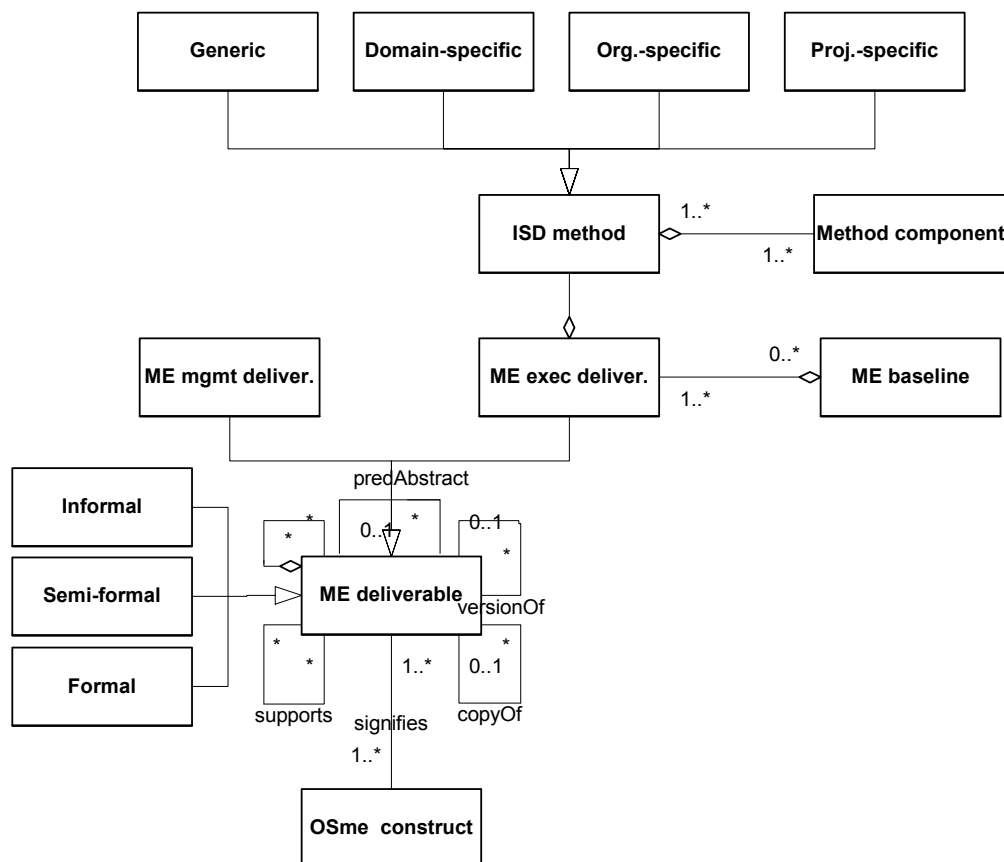 Generic
Domain-specific
Org.-specific
Proj.-specific
ISD method
1..*
1..*
Method component
ME mgmt deliver.
ME exec deliver.
1..*
0..*
ME baseline
predAbstract
Informal
*
*
0..1
*
0..1
*
Semi-formal
ME deliverable
versionOf
*
*
1..*
*
0..1
Formal
supports
signifies
copyOf
1..*
OSme construct